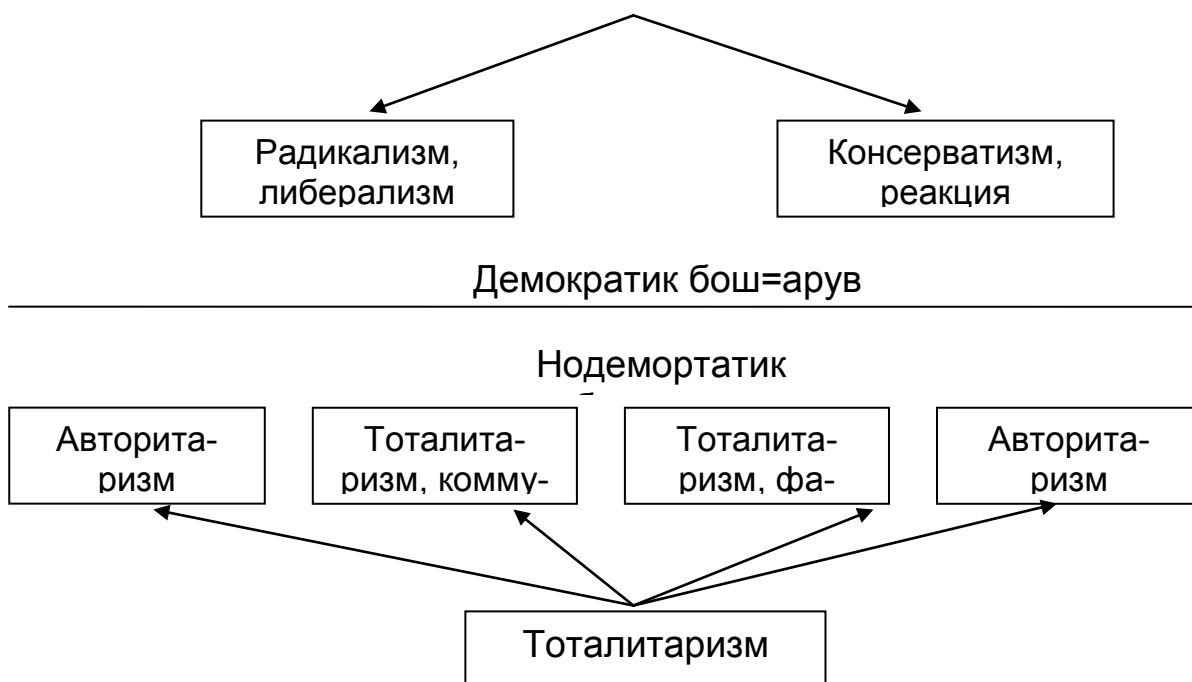 Радикализм,
либерализм
Консерватизм,
реакция
Демократик бош=арув
Нодемортатик
Авторита-
ризм
Тоталита-
ризм, комму-
Тоталита-
ризм, фа-
Авторита-
ризм
Тоталитаризм